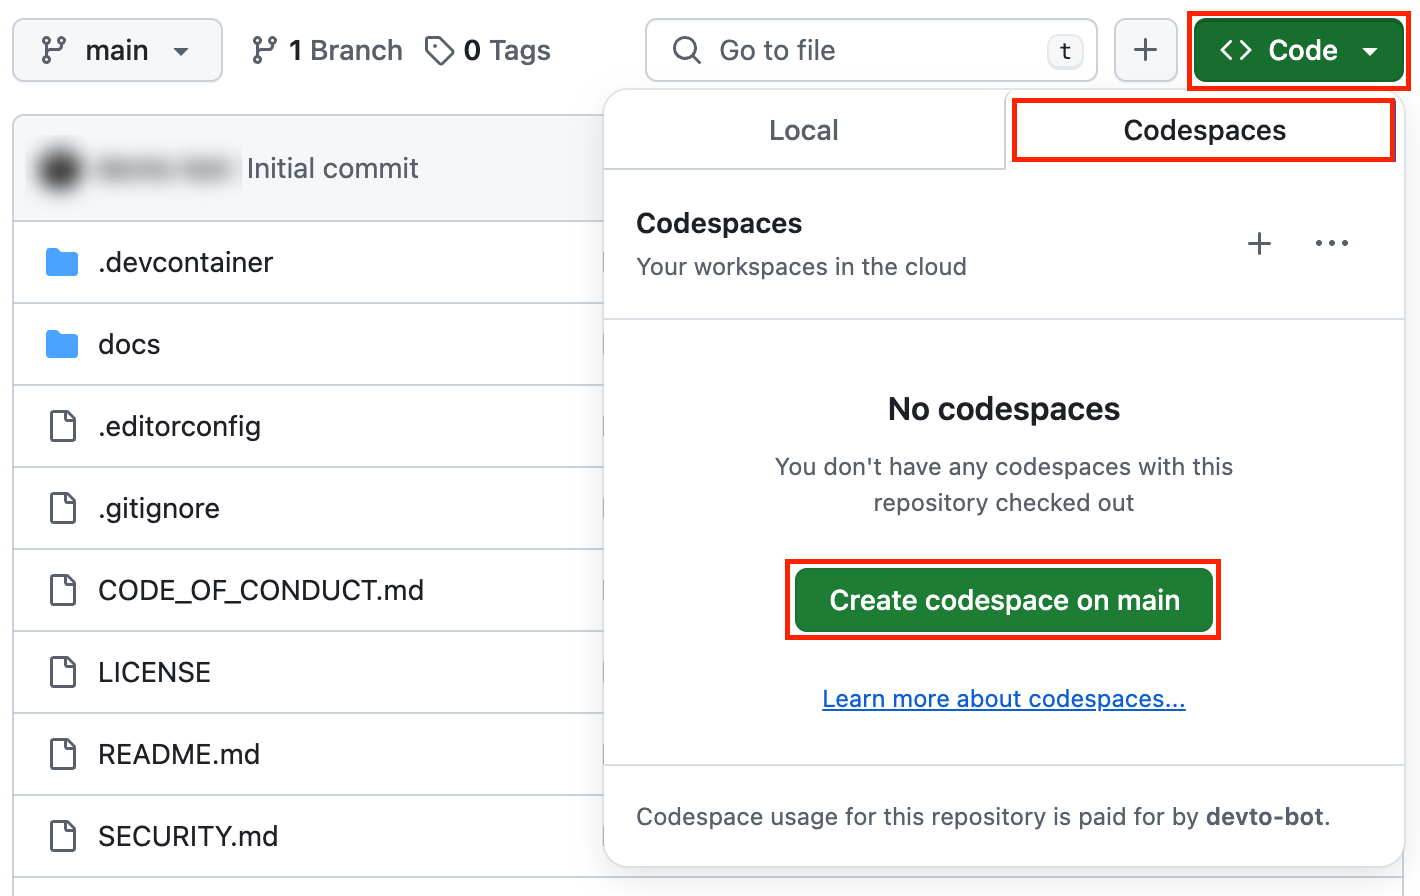 main
1 Branch
0 Tags
Go to file
t
Code
Local
Codespaces
Initial commit
Codespaces
Your workspaces in the cloud
.devcontainer
docs
.editorconfig
.gitignore
CODE_OF_CONDUCT.md
LICENSE
README.md
SECURITY.md
No codespaces
You don't have any codespaces with this
repository checked out
Create codespace on main
Learn more about codespaces...
Codespace usage for this repository is paid for by devto-bot.